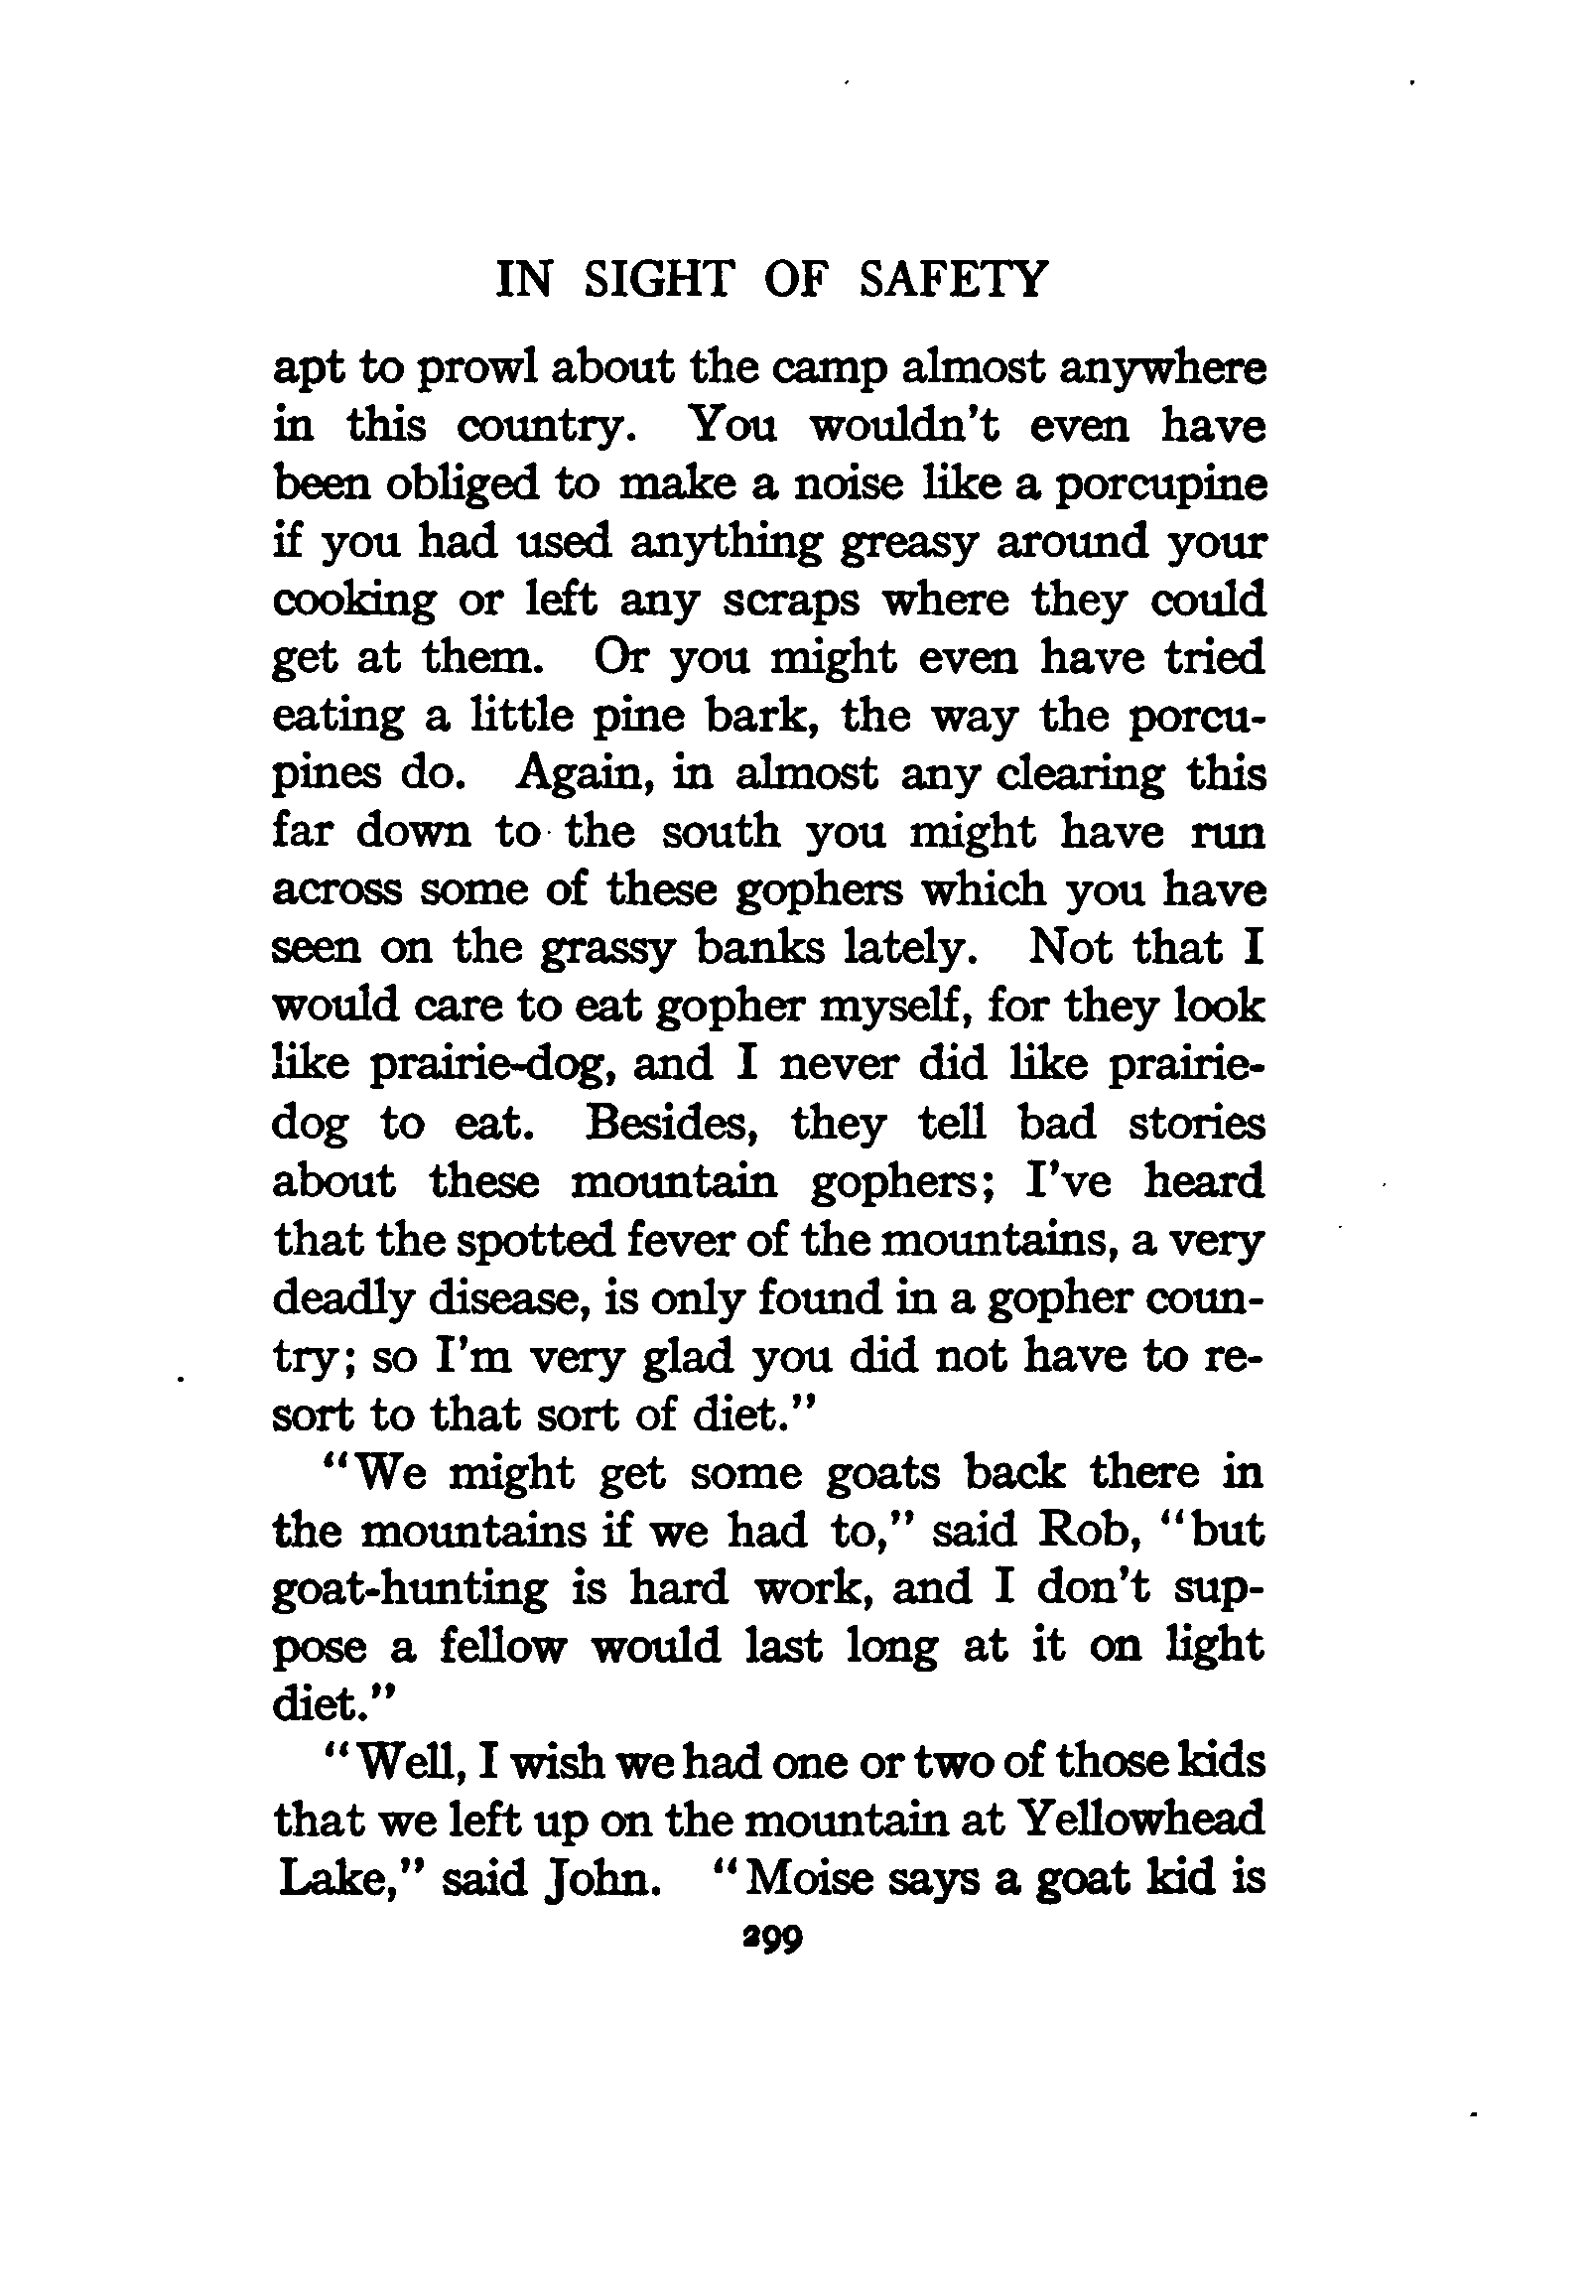 IN SIGHT OF SAFETY
apt to prowl about the camp almost anywhere
in this country. You wouldn't even have
been obliged to make a noise like a porcupine
if you had used anything greasy around your
cooking or left any scraps where they could
get at them. Or you might even have tried
eating a little pine bark, the way the porcu-
pines do. Again, in almost any clearing this
far down to the south you might have run
across some of these gophers which you have
seen on the grassy banks lately. Not that I
would care to eat gopher myself, for they look
like prairie-dog, and I never did like prairie-
dog to eat. Besides, they tell bad stories
about these mountain gophers; I've heard
that the spotted fever of the mountains, a very
deadly disease, is only found in a gopher coun-
try; so I'm very glad you did not have to re-
sort to that sort of diet."
"We might get some goats back there in
the mountains if we had to," said Rob, "but
goat-hunting is hard work, and I don't sup-
pose a fellow would last long at it on light
diet."
"Well, I wish we had one or two of those kids
that we left up on the mountain at Yellowhead
Lake," said John. "Moise says a goat kid is
299